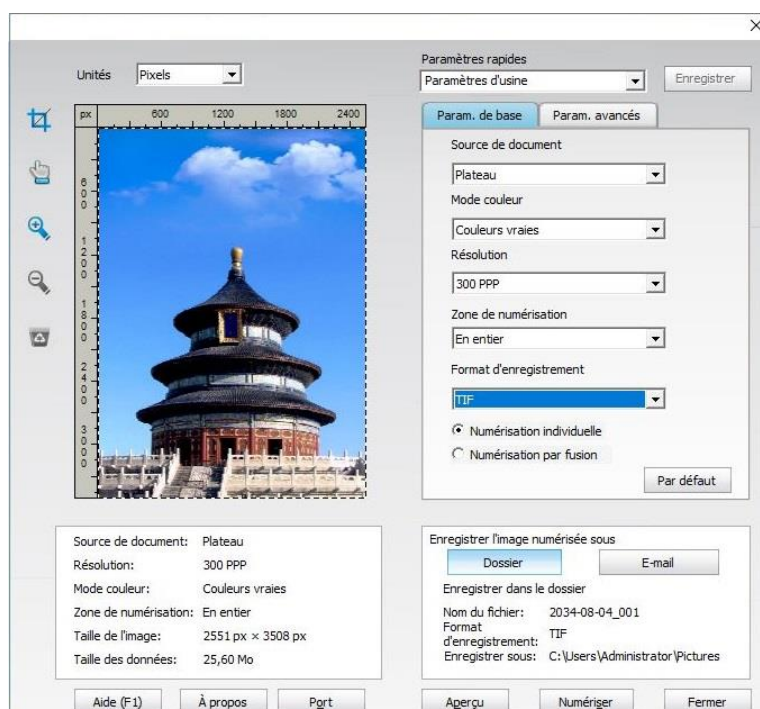 Unités Pixels
Paramètres rapides
Paramètres d'usine Enregistrer
px 600 1200 1800 2400
600
1200
1800
2400
3000
Param. de base Param. avancés
Source de document
Plateau
Mode couleur
Couleurs vraies
Résolution
300 PPP
Zone de numérisation
En entier
Format d'enregistrement
TIF
Numérisation individuelle
Numérisation par fusion
Par défaut
Source de document: Plateau
Résolution: 300 PPP
Mode couleur: Couleurs vraies
Zone de numérisation: En entier
Taille de l'image: 2551 px × 3508 px
Taille des données: 25,60 Mo
Enregistrer l'image numérisée sous
Dossier E-mail
Enregistrer dans le dossier
Nom du fichier: 2034-08-04_001
Format
d'enregistrement: TIF
Enregistrer sous: C:\Users\Administrator\Pictures
Aide (F1) À propos Port
Aperçu Numériser Fermer